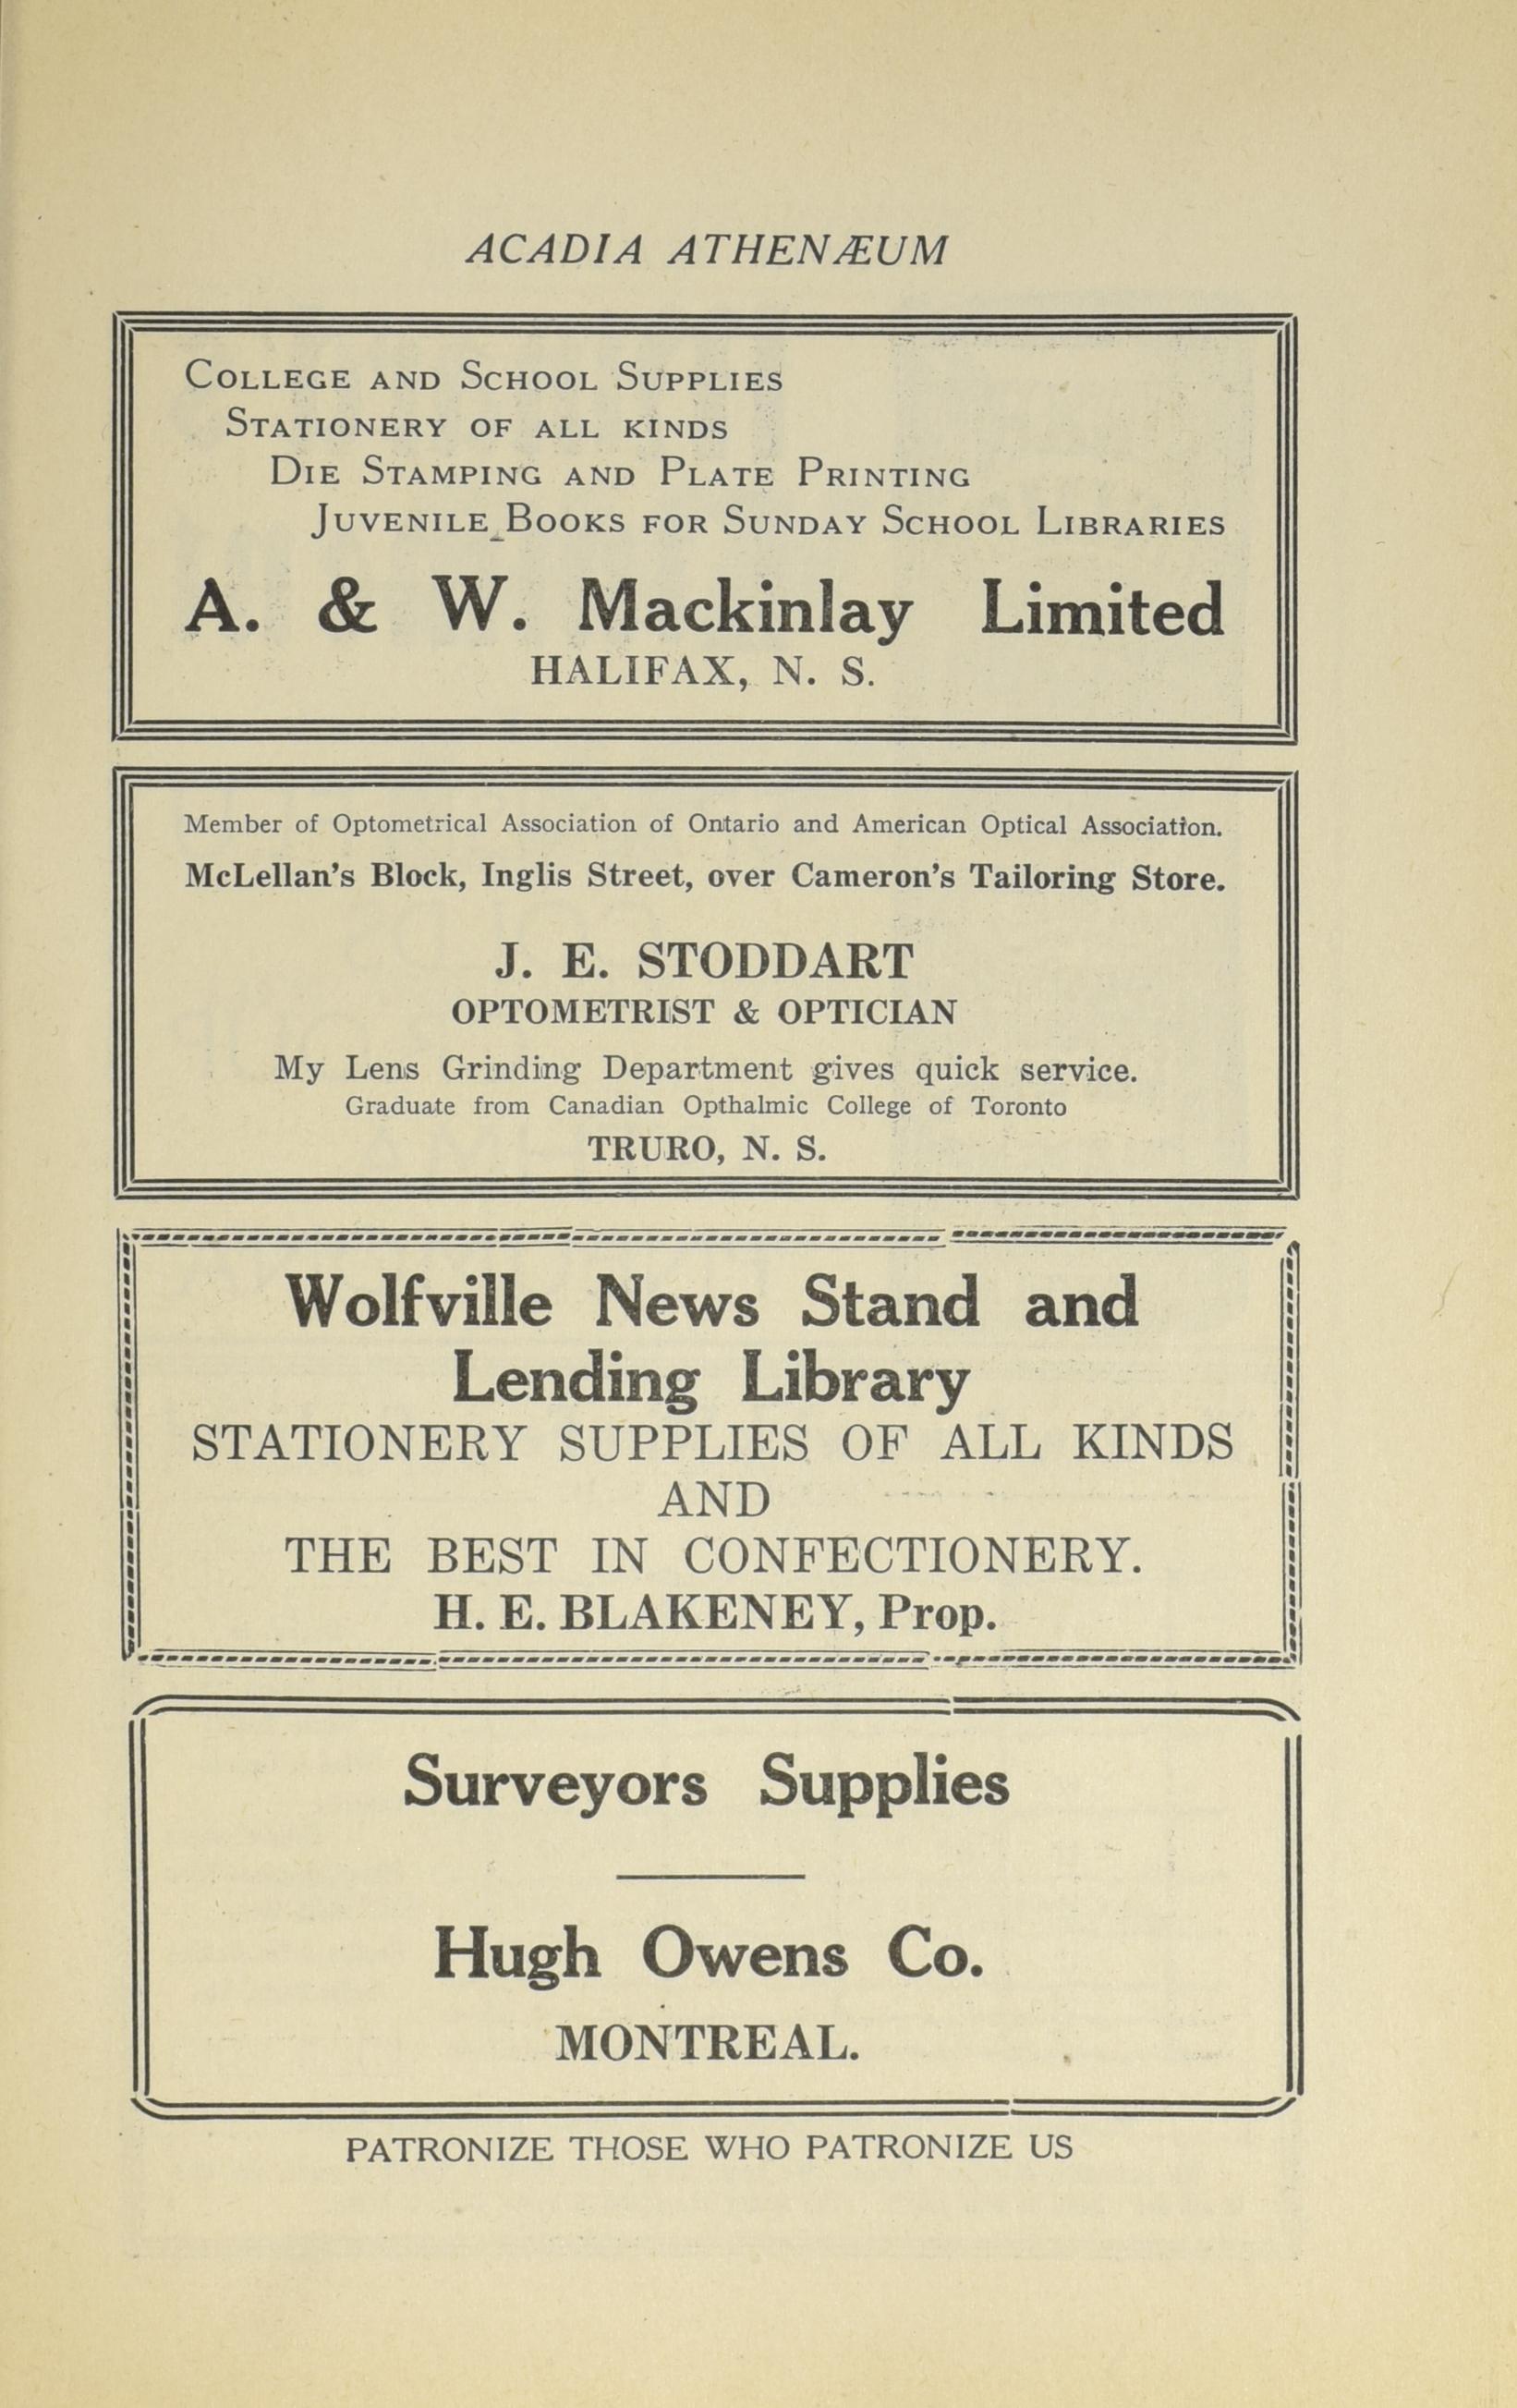 ACADIA ATHENÆUM
College and School Supplies
Stationery of all kinds
Die Stamping and Plate Printing
Juvenile Books for Sunday School Libraries
A. & W. Mackinlay Limited
HALIFAX, N. S.
Member of Optometrical Association of Ontario and American Optical Association.
McLellan's Block, Inglis Street, over Cameron's Tailoring Store.
J. E. STODDART
OPTOMETRIST & OPTICIAN
My Lens Grinding Department gives quick service.
Graduate from Canadian Opthalmic College of Toronto
TRURO, N. S.
Wolfville News Stand and
Lending Library
STATIONERY SUPPLIES OF ALL KINDS
AND
THE BEST IN CONFECTIONERY.
H. E. BLAKENEY, Prop.
Surveyors Supplies
Hugh Owens Co.
MONTREAL.
PATRONIZE THOSE WHO PATRONIZE US